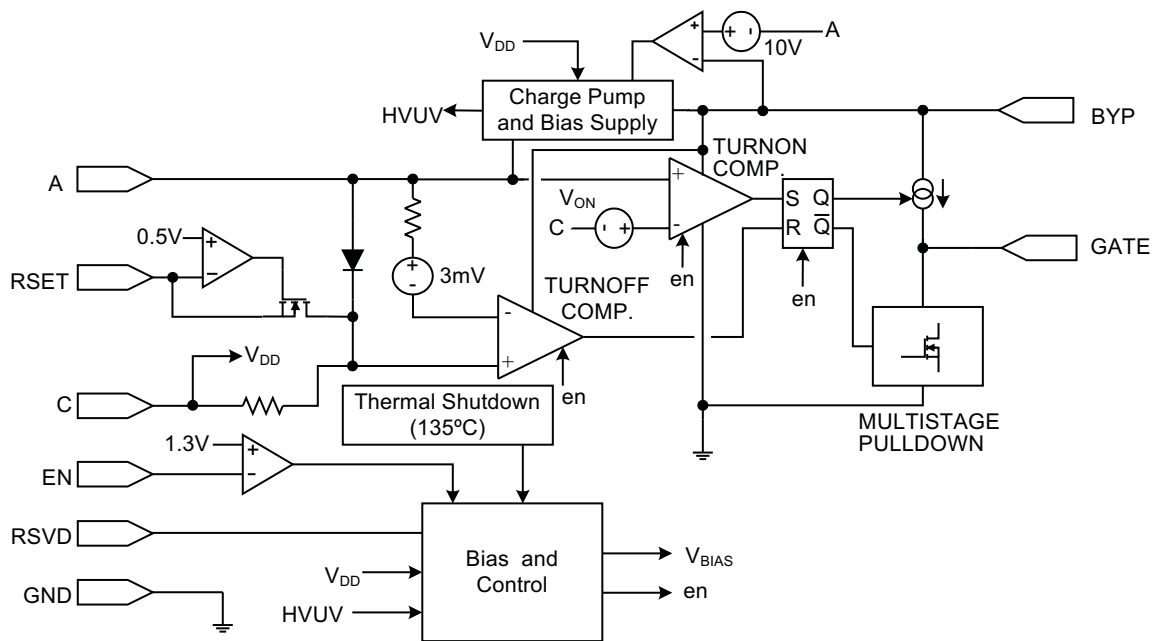 V_DD
10V
A
HVUV
Charge Pump
and Bias Supply
BYP
TURNON
COMP.
A
V_ON
C
+
-
en
S Q
R Q̅
en
GATE
0.5V
+
-
RSET
+
-
3mV
TURNOFF
COMP.
-
+
en
V_DD
C
Thermal Shutdown
(135ºC)
MULTISTAGE
PULLDOWN
1.3V
+
-
EN
RSVD
Bias and
Control
V_DD
HVUV
V_BIAS
en
GND
+
-
+ -
- +